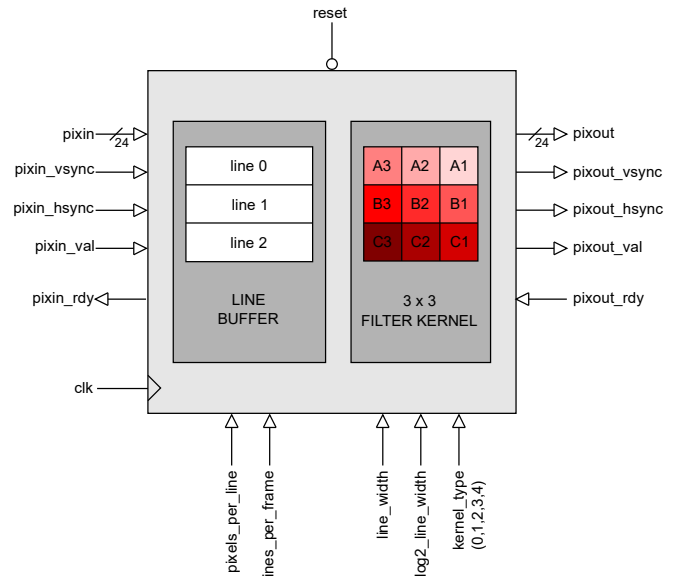 reset
pixin
24
pixin_vsync
pixin_hsync
pixin_val
pixin_rdy
clk
line 0
line 1
line 2
LINE
BUFFER
A3 A2 A1
B3 B2 B1
C3 C2 C1
3 x 3
FILTER KERNEL
24
pixout
pixout_vsync
pixout_hsync
pixout_val
pixout_rdy
pixels_per_line
ines_per_frame
line_width
log2_line_width
kernel_type
(0,1,2,3,4)